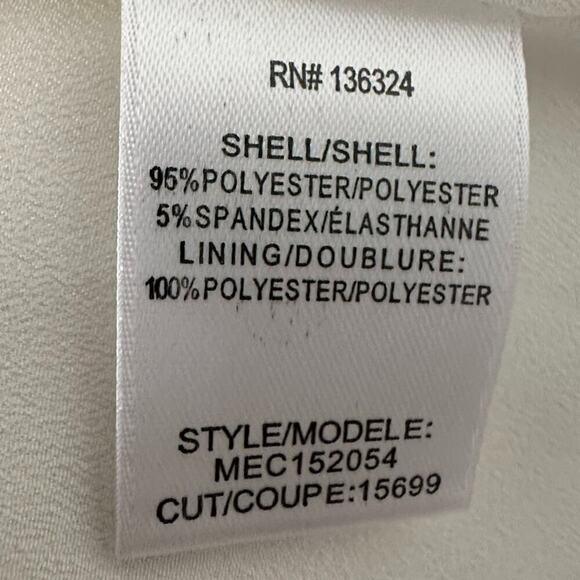 RN# 136324
SHELL/SHELL:
95%POLYESTER/POLYESTER
5%SPANDEX/ÉLASTHANNE
LINING/DOUBLURE:
100%POLYESTER/POLYESTER
STYLE/MODELE:
MEC152054
CUT/COUPE:15699